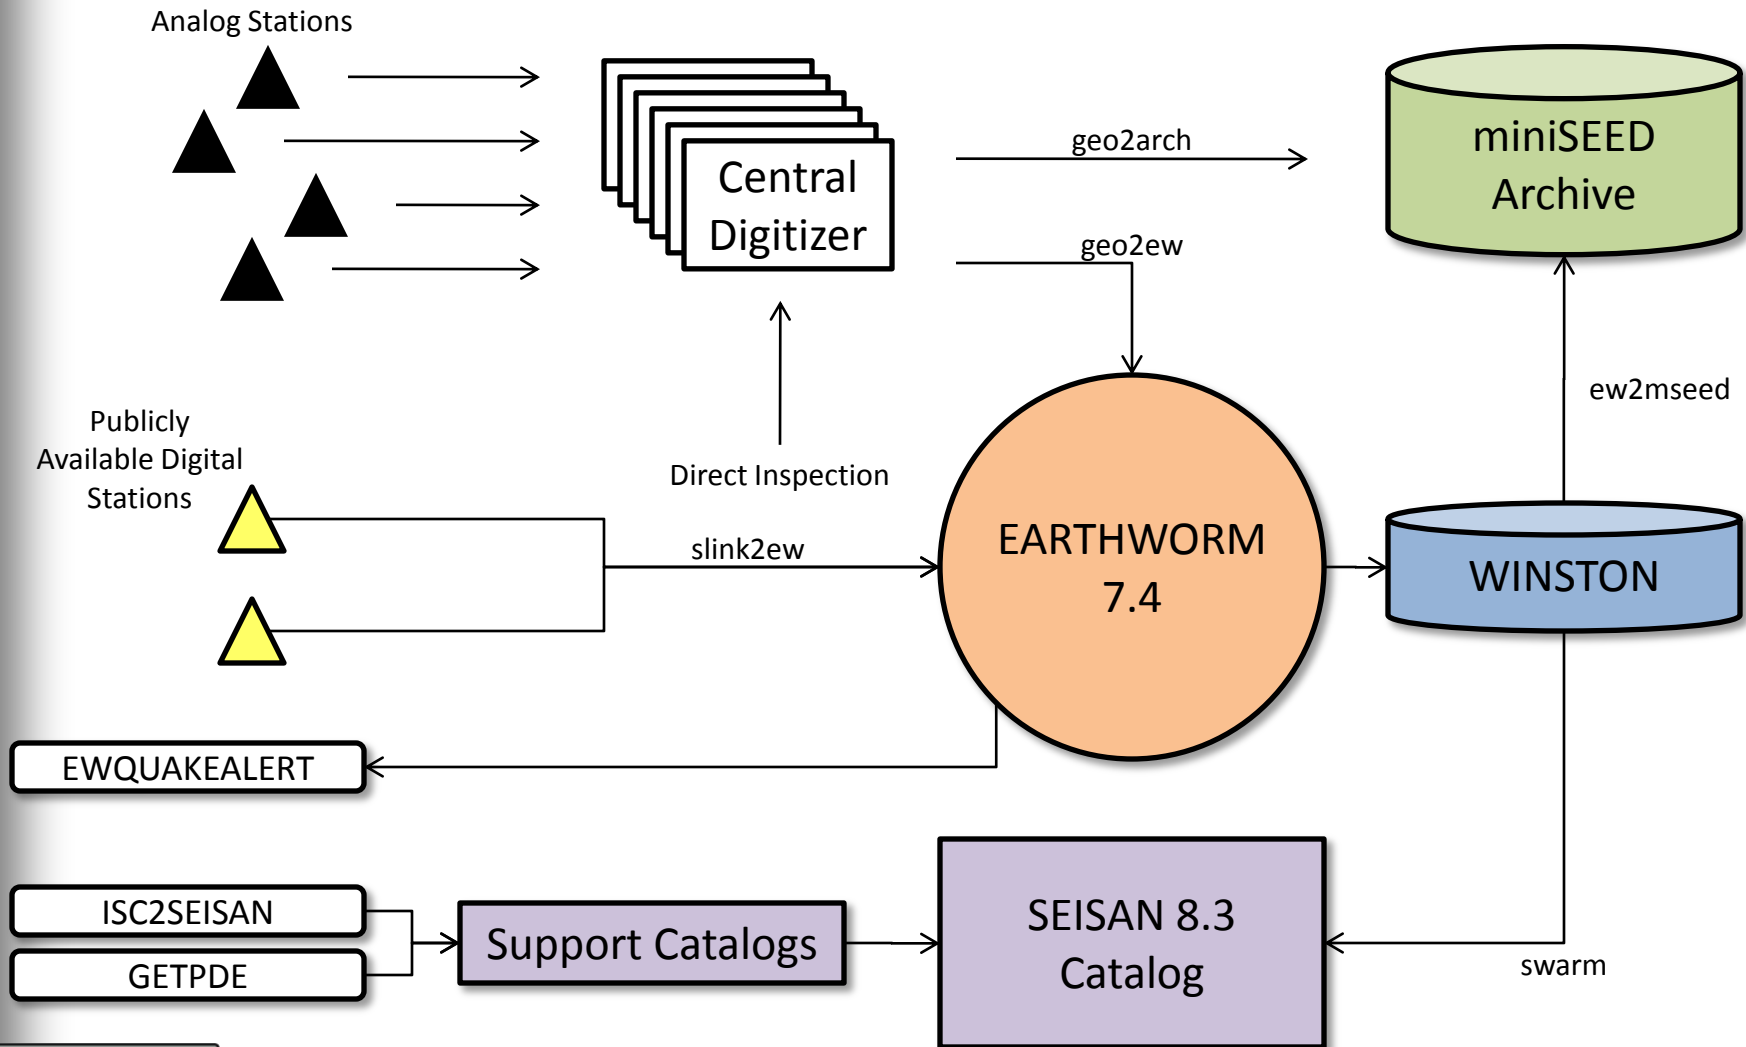 Analog Stations
Central
Digitizer
geo2arch
miniSEED
Archive
geo2ew
ew2mseed
Publicly
Available Digital
Stations
Direct Inspection
slink2ew
EARTHWORM
7.4
WINSTON
EWQUAKEALERT
ISC2SEISAN
GETPDE
Support Catalogs
SEISAN 8.3
Catalog
swarm